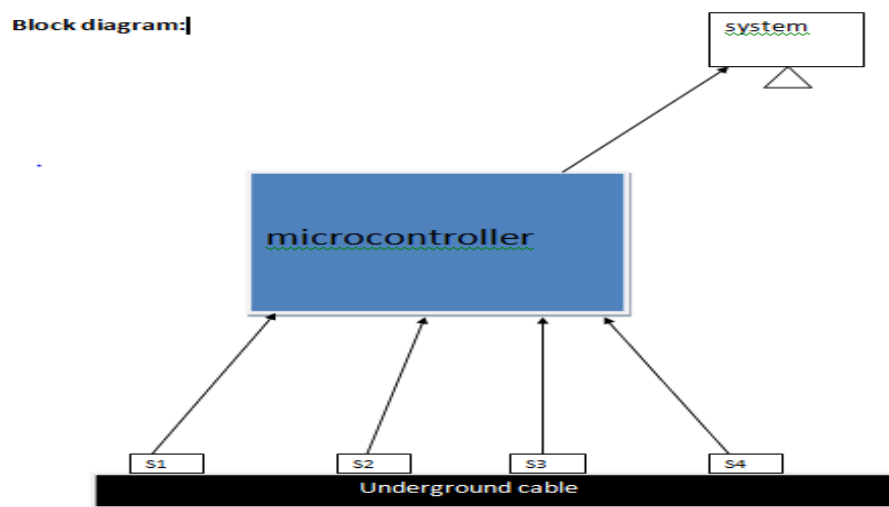 Block diagram:
system
microcontroller
S1 S2 S3 S4
Underground cable